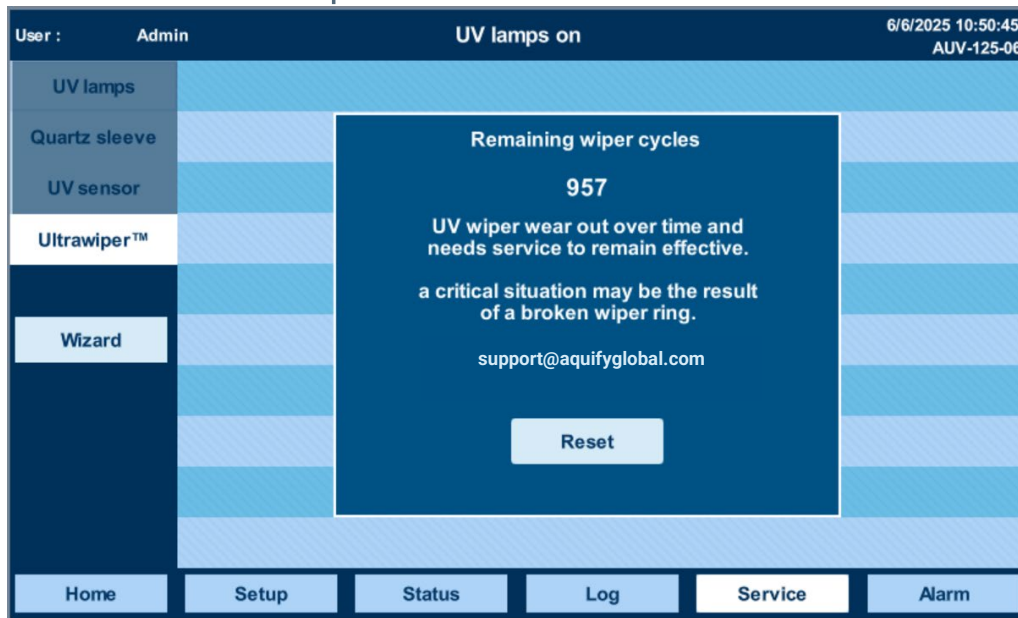 User : Admin UV lamps on 6/6/2025 10:50:45
AUV-125-06
UV lamps
Quartz sleeve
UV sensor
Ultrawiper™
Wizard
Remaining wiper cycles
957
UV wiper wear out over time and
needs service to remain effective.
a critical situation may be the result
of a broken wiper ring.
support@aquifyglobal.com
Reset
Home Setup Status Log Service Alarm